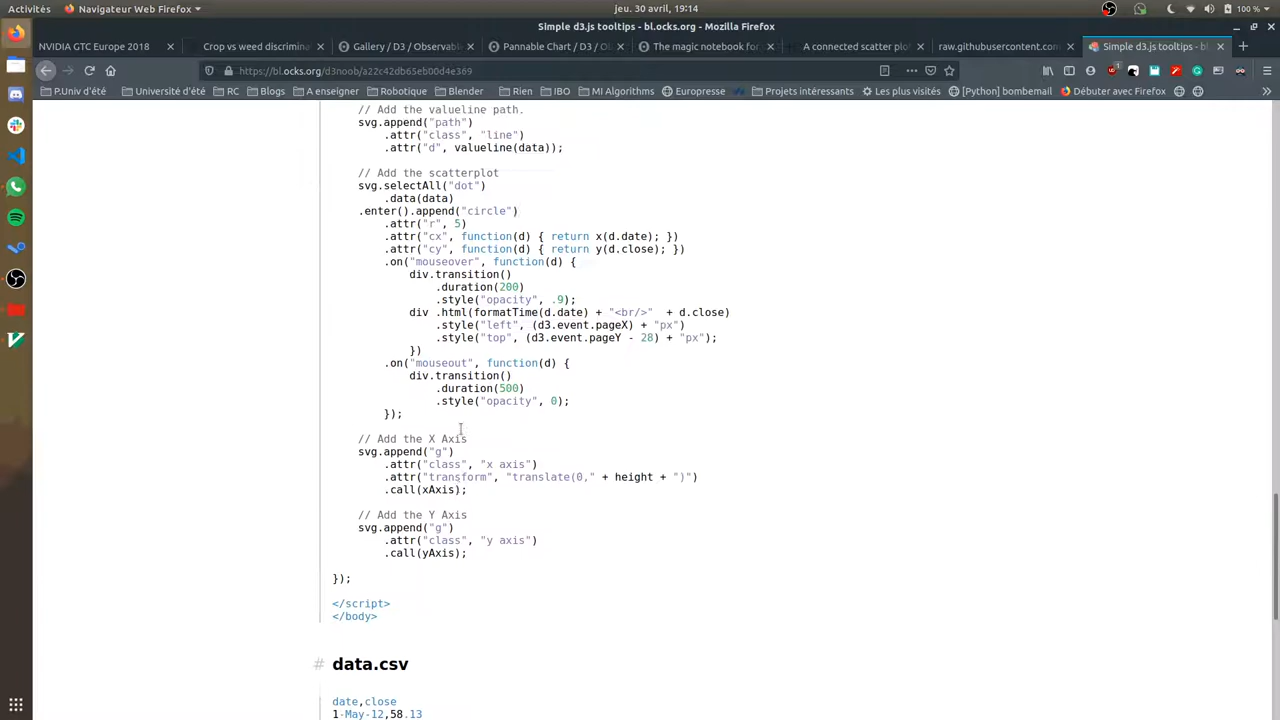 Activités
Navigateur Web Firefox
Jeu. 30 avril, 19:14
100 %
Simple d3.js tooltips - bl.ocks.org - Mozilla Firefox
NVIDIA GTC Europe 2018
Crop vs weed discrimina
Gallery / D3 / Observabl
Pannable Chart / D3 / O
The magic notebook for
A connected scatter plo
raw.githubusercontent.com
Simple d3.js tooltips - bl
https://bl.ocks.org/d3noob/a22c42db65eb00d4e369
P.Univ d'été
Université d'été
RC
Blogs
A enseigner
Robotique
Blender
Rien
IBO
MI Algorithms
Europresse
Projets intéressants
Les plus visités
[Python] bombemail
Débuter avec Firefox
// Add the valueline path.
svg.append("path")
.attr("class", "line")
.attr("d", valueline(data));
// Add the scatterplot
svg.selectAll("dot")
.data(data)
.enter().append("circle")
.attr("r", 5)
.attr("cx", function(d) { return x(d.date); })
.attr("cy", function(d) { return y(d.close); })
.on("mouseover", function(d) {
div.transition()
.duration(200)
.style("opacity", .9);
div .html(formatTime(d.date) + "<br/>"  + d.close)
.style("left", (d3.event.pageX) + "px")
.style("top", (d3.event.pageY - 28) + "px");
})
.on("mouseout", function(d) {
div.transition()
.duration(500)
.style("opacity", 0);
});
// Add the X Axis
svg.append("g")
.attr("class", "x axis")
.attr("transform", "translate(0," + height + ")")
.call(xAxis);
// Add the Y Axis
svg.append("g")
.attr("class", "y axis")
.call(yAxis);
});
</script>
</body>
# data.csv
date,close
1-May-12,58.13